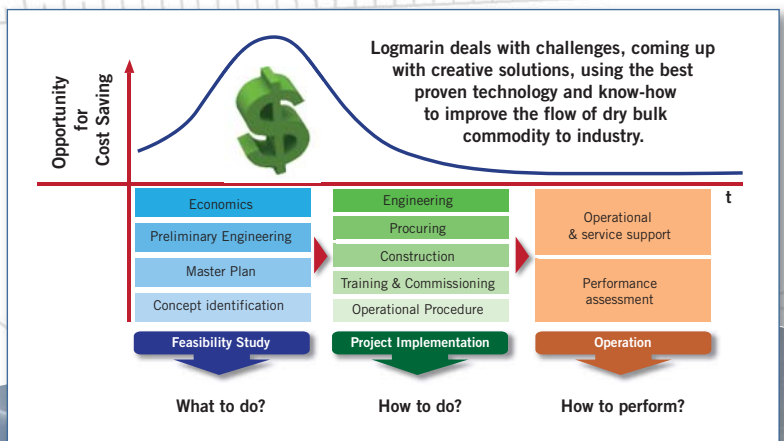 Opportunity
for
Cost Saving
Logmarin deals with challenges, coming up
with creative solutions, using the best
proven technology and know-how
to improve the flow of dry bulk
commodity to industry.
$
t
Economics
Preliminary Engineering
Master Plan
Concept identification
Engineering
Procuring
Construction
Training & Commissioning
Operational Procedure
Operational
& service support
Performance
assessment
Feasibility Study
Project Implementation
Operation
What to do?
How to do?
How to perform?